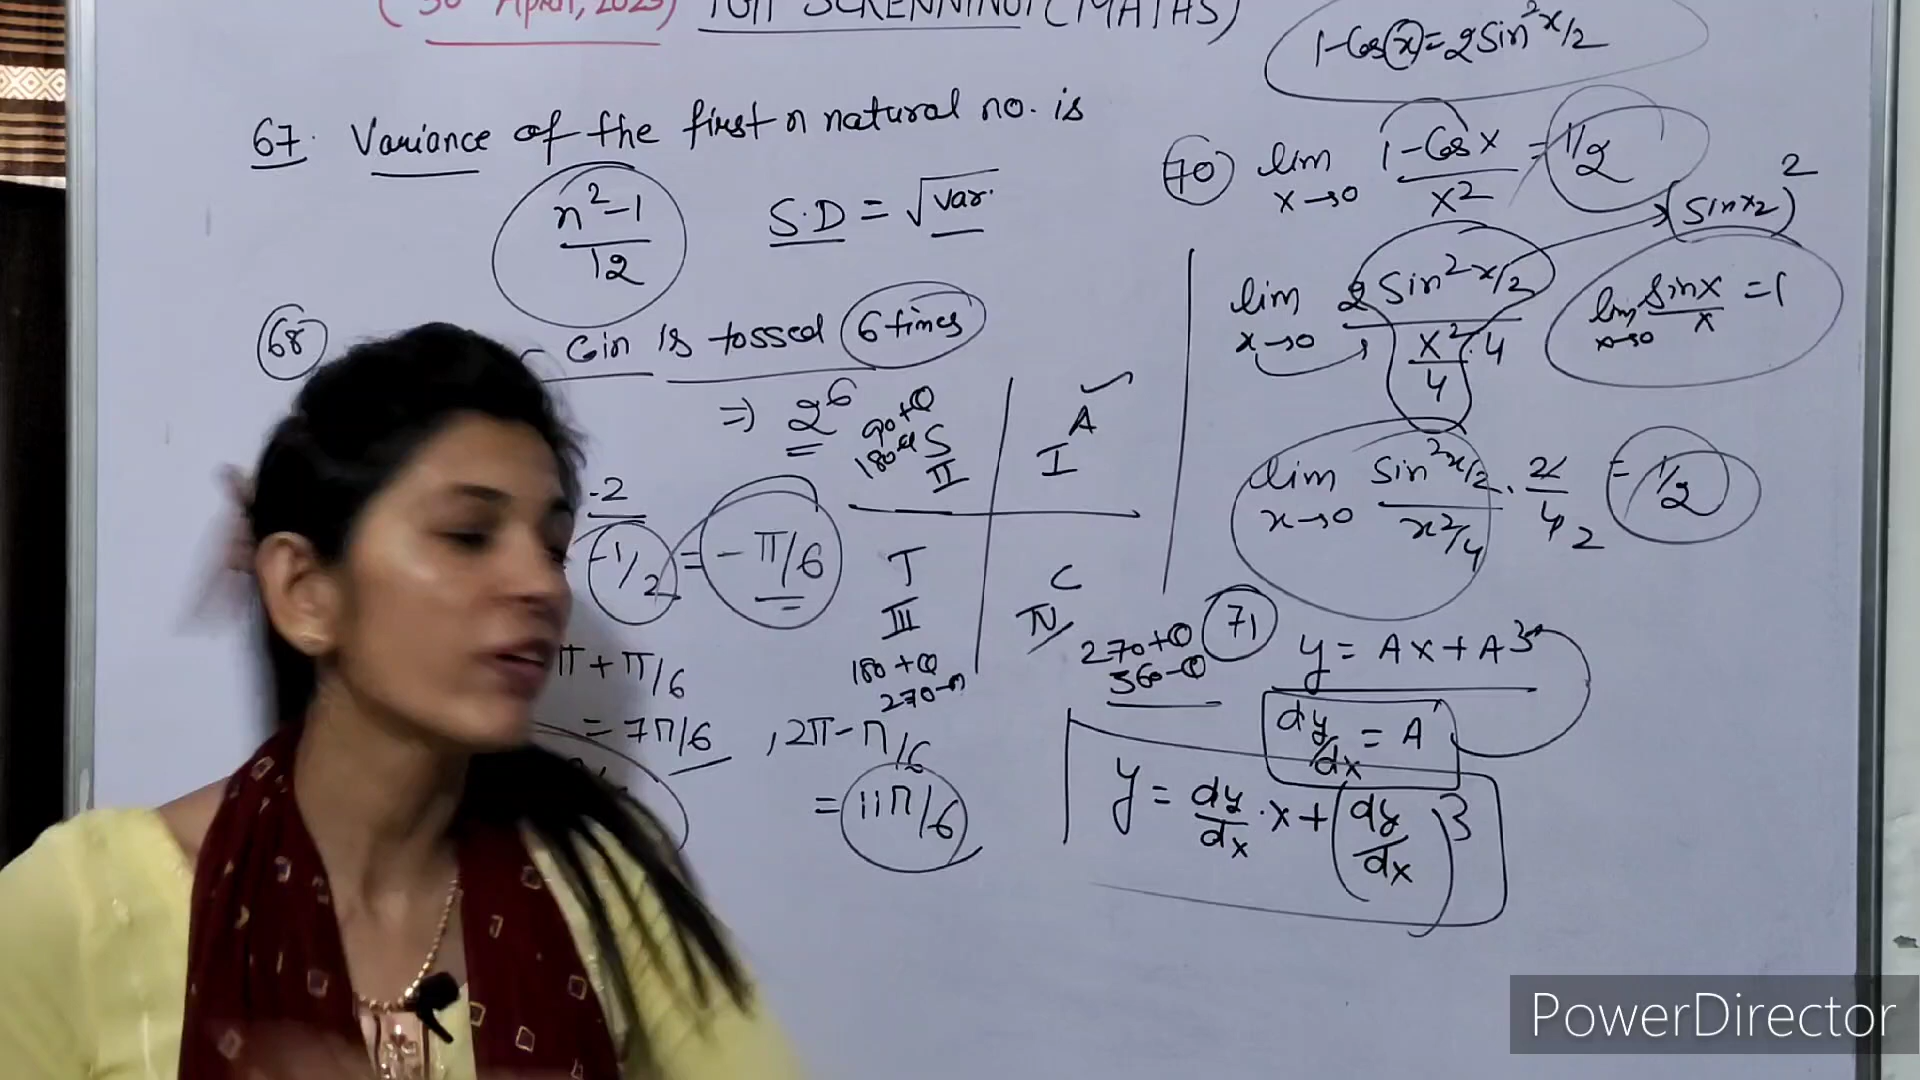 ( 30 April, 2023) TGT SCREENNING (MATHS)
67. Variance of the first n natural no. is
n²-1
12
S.D = √var.
68
Coin is tossed 6 times
=> 2⁶
-2
-1/2 = -π/6
π + π/6
= 7π/6 , 2π - π/6
= 11π/6
90+θ
S
II
A
I
T
III
180+θ
C
IV
270+θ
360-θ
1-Cos x = 2Sin² x/2
70 lim 1-Cos x = 1/2
x→0 x²
(Sin x/2)²
lim 2 Sin² x/2
x→0 x²/4 . 4
lim Sin x = 1
x→0 x
lim Sin² x/2 . 2/4 = 1/2
x→0 x²/4 2
71 y = Ax + A³
dy/dx = A
y = dy/dx . x + (dy/dx)³
PowerDirector